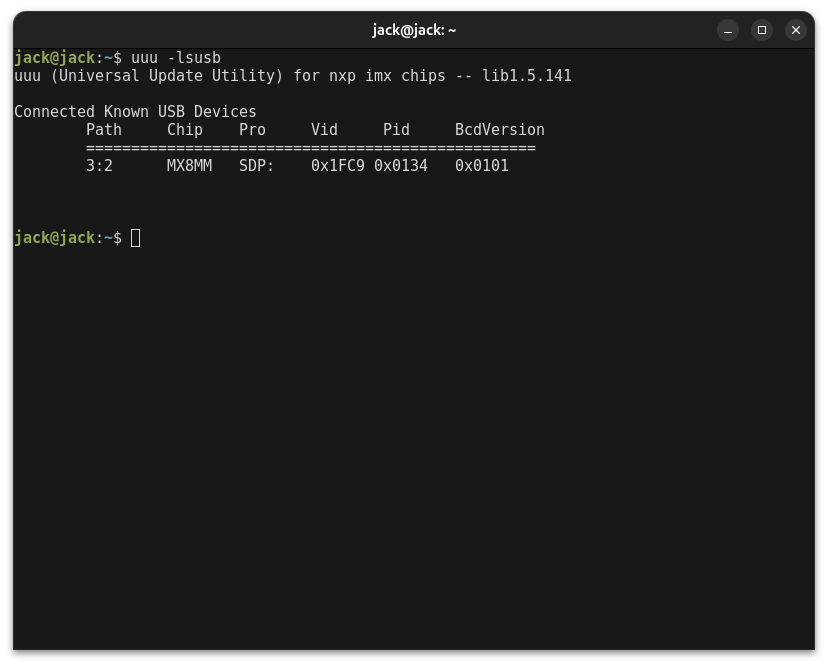 jack@jack: ~
jack@jack:~$ uuu -lsusb
uuu (Universal Update Utility) for nxp imx chips -- lib1.5.141
Connected Known USB Devices
Path Chip Pro Vid Pid BcdVersion
==================================================
3:2 MX8MM SDP: 0x1FC9 0x0134 0x0101
jack@jack:~$